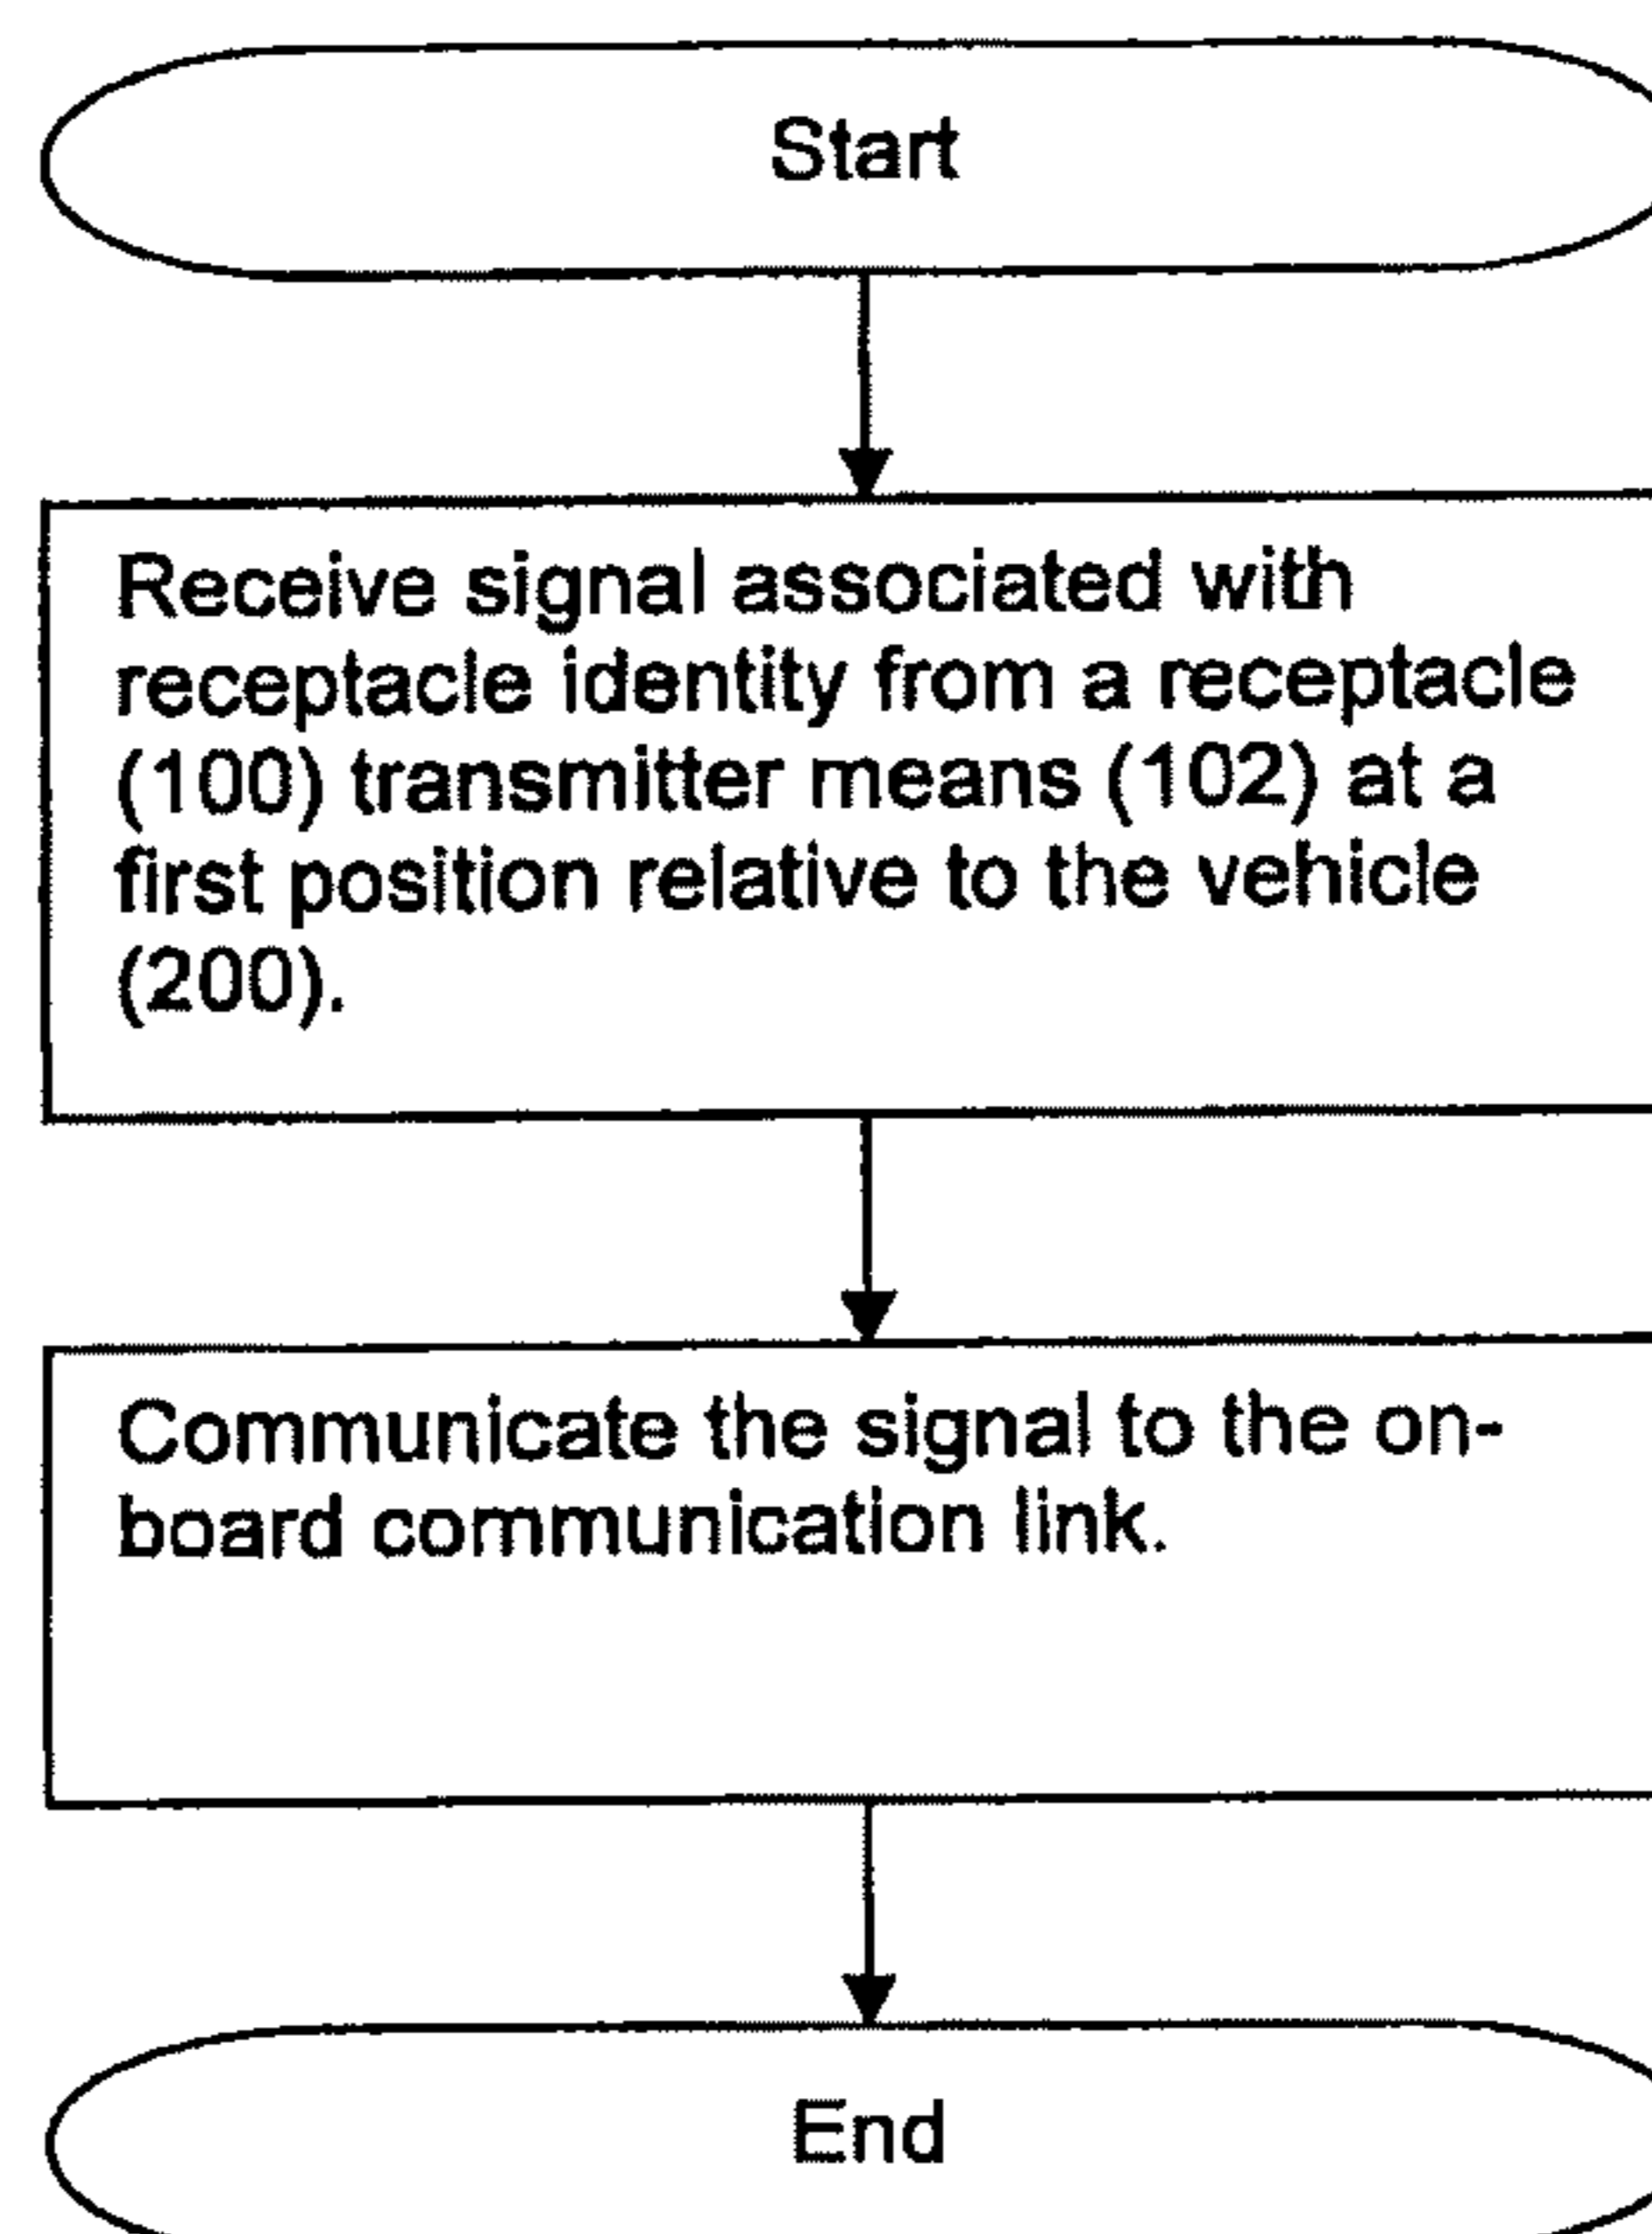 Start
Receive signal associated with
receptacle identity from a receptacle
(100) transmitter means (102) at a
first position relative to the vehicle
(200).
Communicate the signal to the on-
board communication link.
End